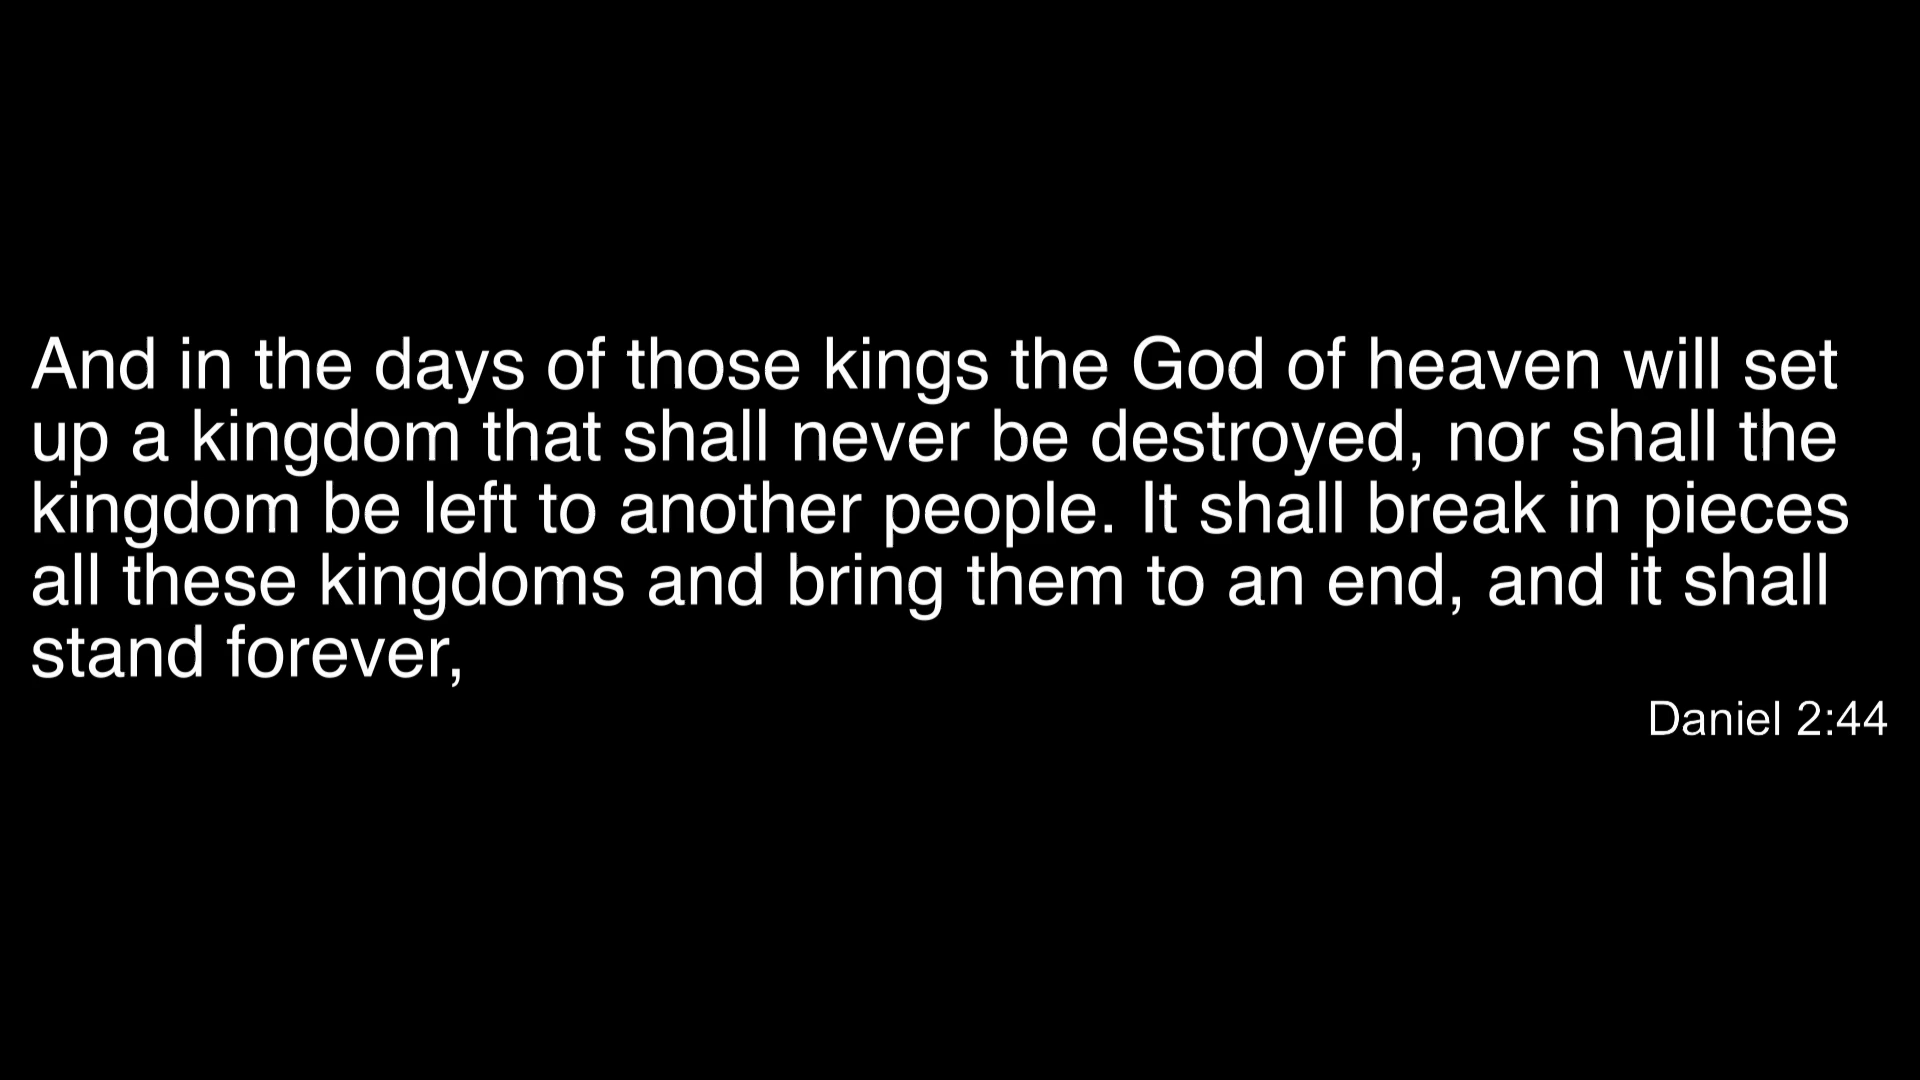 And in the days of those kings the God of heaven will set
up a kingdom that shall never be destroyed, nor shall the
kingdom be left to another people. It shall break in pieces
all these kingdoms and bring them to an end, and it shall
stand forever,
Daniel 2:44